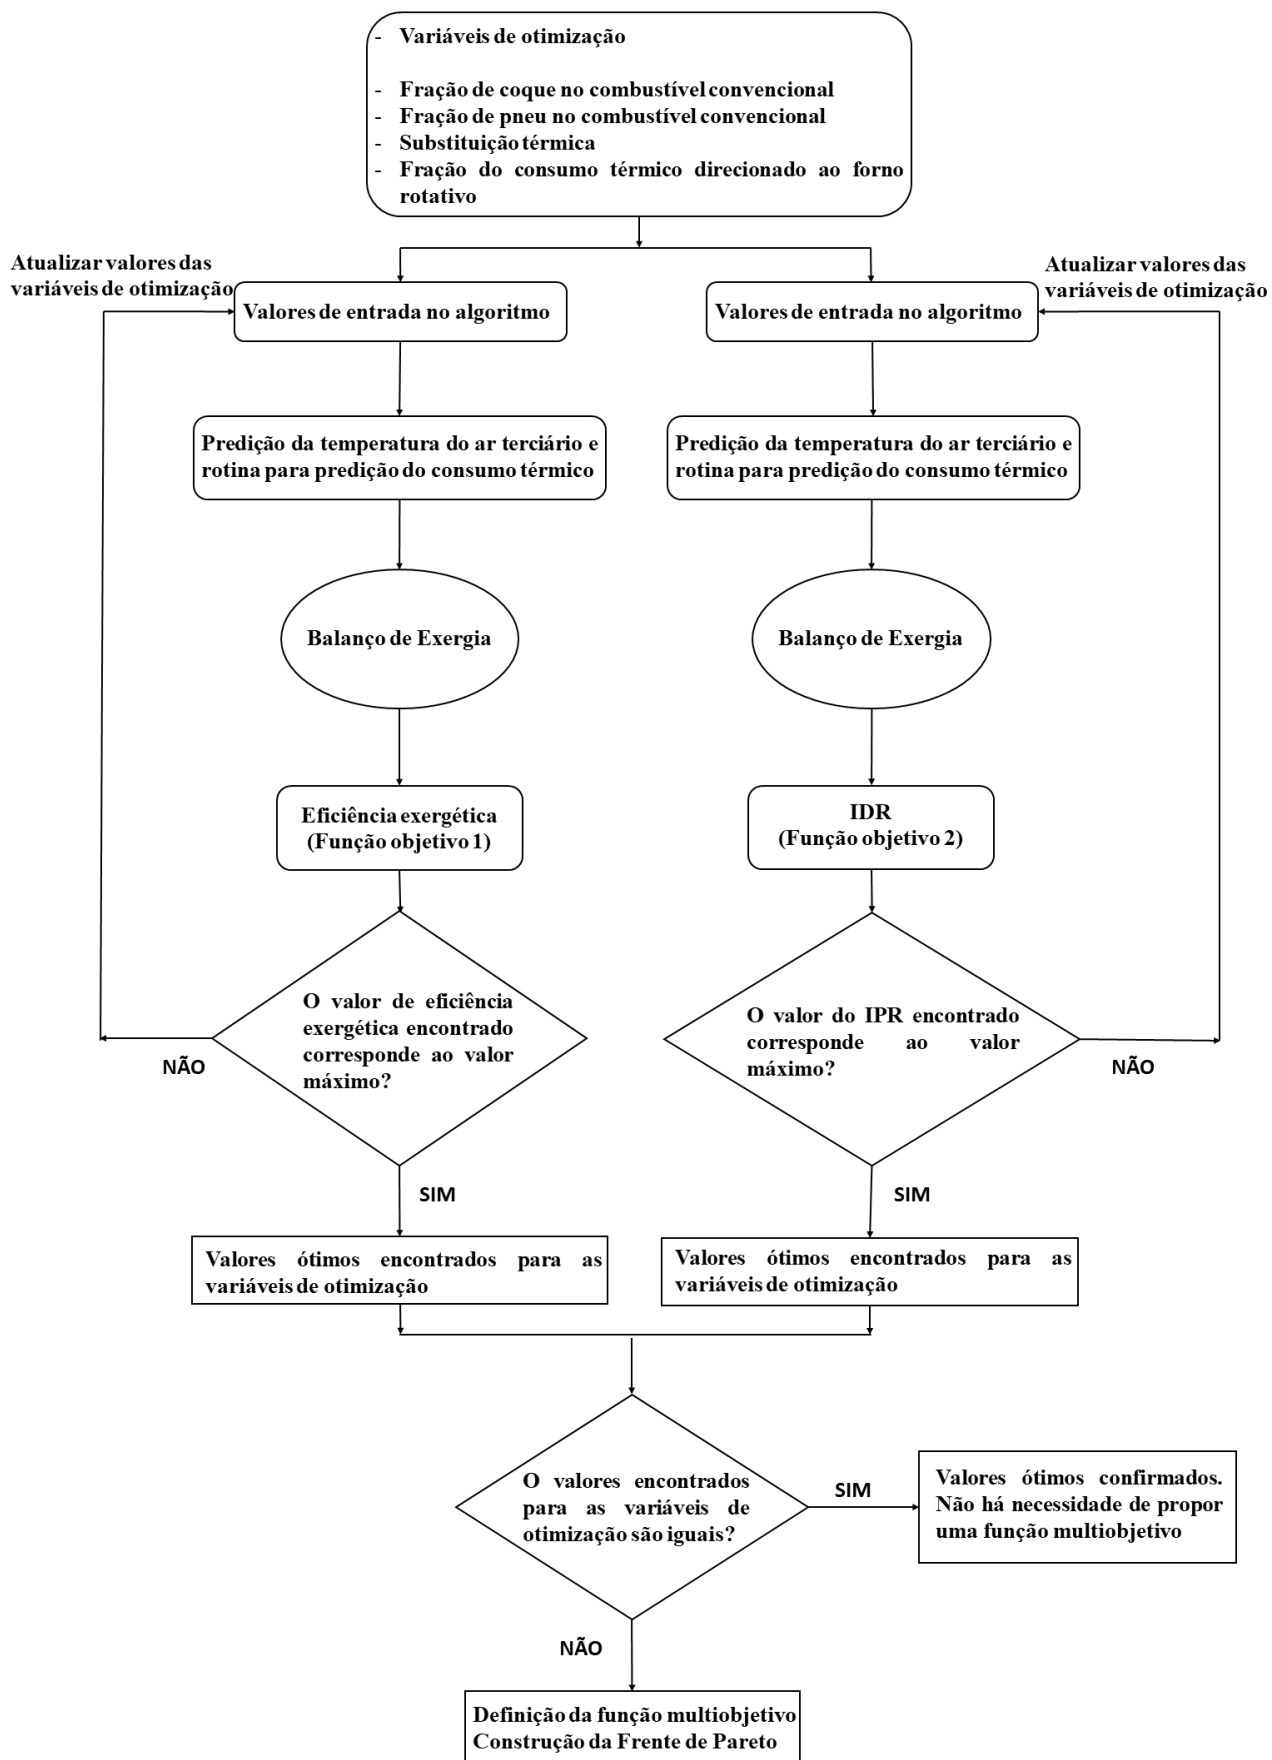 - Variáveis de otimização
- Fração de coque no combustível convencional
- Fração de pneu no combustível convencional
- Substituição térmica
- Fração do consumo térmico direcionado ao forno
rotativo
Atualizar valores das
variáveis de otimização
Atualizar valores das
variáveis de otimização
Valores de entrada no algoritmo
Valores de entrada no algoritmo
Predição da temperatura do ar terciário e
rotina para predição do consumo térmico
Predição da temperatura do ar terciário e
rotina para predição do consumo térmico
Balanço de Exergia
Balanço de Exergia
Eficiência exergética
(Função objetivo 1)
IDR
(Função objetivo 2)
O valor de eficiência
exergética encontrado
corresponde ao valor
máximo?
NÃO
O valor do IPR encontrado
corresponde ao valor
máximo?
NÃO
SIM
SIM
Valores ótimos encontrados para as
variáveis de otimização
Valores ótimos encontrados para as
variáveis de otimização
O valores encontrados
para as variáveis de
otimização são iguais?
SIM
Valores ótimos confirmados.
Não há necessidade de propor
uma função multiobjetivo
NÃO
Definição da função multiobjetivo
Construção da Frente de Pareto